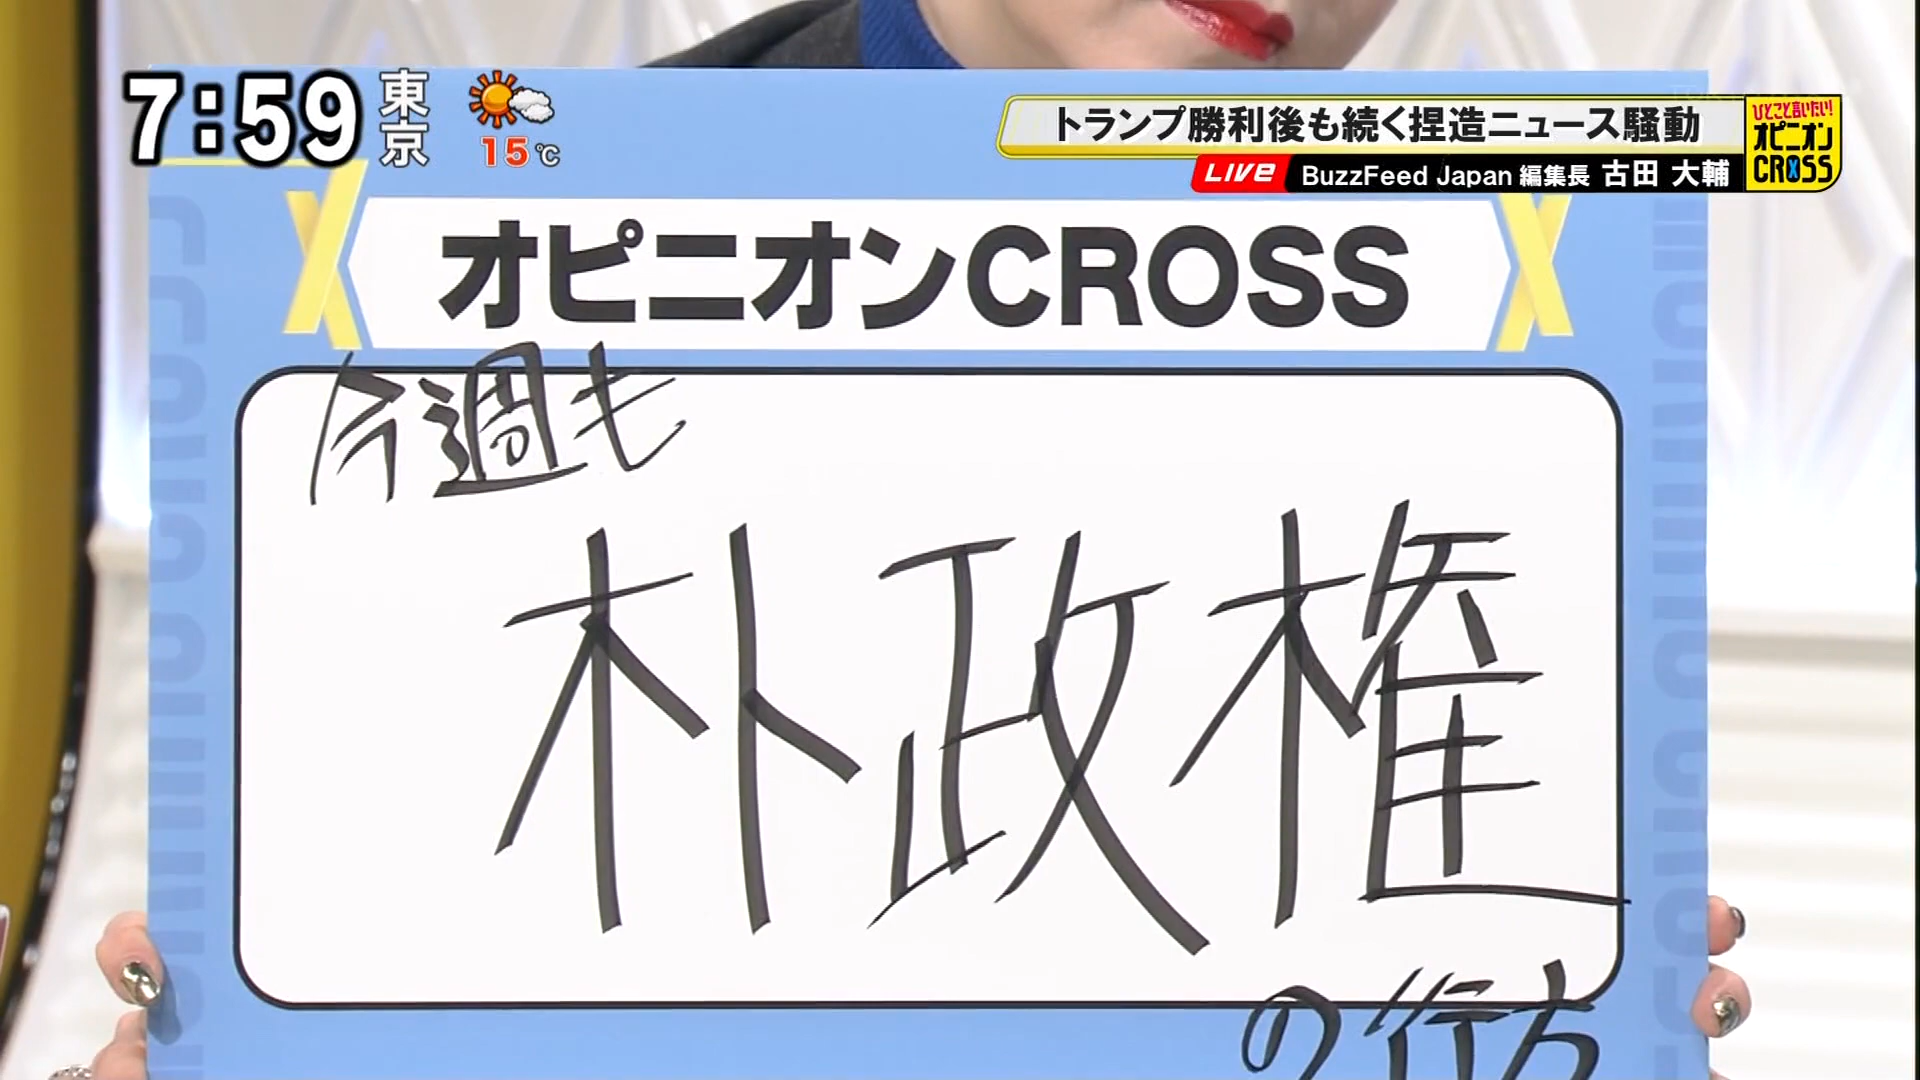 7:59
東京
15℃
トランプ勝利後も続く捏造ニュース騒動
LIVE BuzzFeed Japan 編集長 古田 大輔
ひとこと言いたい!
オピニオン
CROSS
オピニオンCROSS
今週も
朴政権
の行方